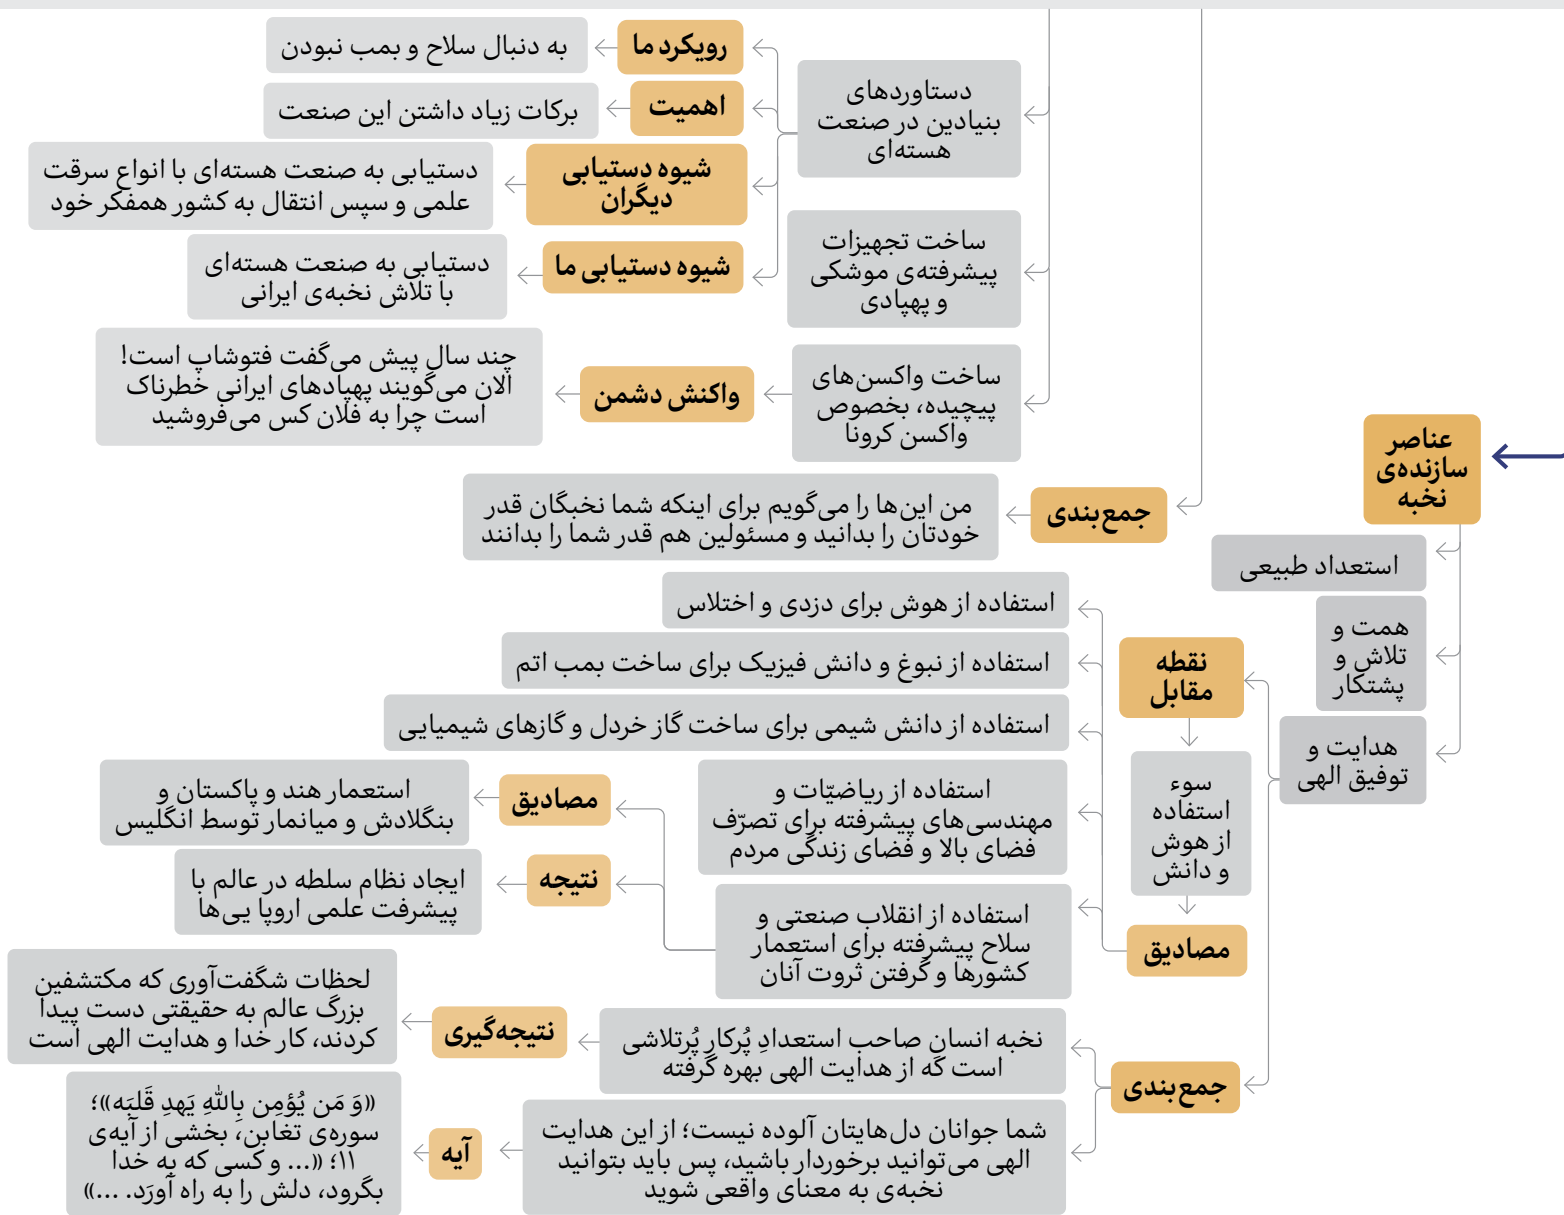 دستاوردهای
بنیادین در صنعت
هسته‌ای
رویکرد ما
به دنبال سلاح و بمب نبودن
اهمیت
برکات زیاد داشتن این صنعت
شیوه دستیابی
دیگران
دستیابی به صنعت هسته‌ای با انواع سرقت
علمی و سپس انتقال به کشور همفکر خود
شیوه دستیابی ما
دستیابی به صنعت هسته‌ای
با تلاش نخبه‌ی ایرانی
ساخت تجهیزات
پیشرفته‌ی موشکی
و پهپادی
ساخت واکسن‌های
پیچیده، بخصوص
واکسن کرونا
واکنش دشمن
چند سال پیش می‌گفت فتوشاپ است!
الان می‌گویند پهپادهای ایرانی خطرناک
است چرا به فلان کس می‌فروشید
جمع‌بندی
من این‌ها را می‌گویم برای اینکه شما نخبگان قدر
خودتان را بدانید و مسئولین هم قدر شما را بدانند
عناصر
سازنده‌ی
نخبه
استعداد طبیعی
همت و
تلاش و
پشتکار
هدایت و
توفیق الهی
نقطه
مقابل
سوء
استفاده
از هوش
و دانش
مصادیق
استفاده از هوش برای دزدی و اختلاس
استفاده از نبوغ و دانش فیزیک برای ساخت بمب اتم
استفاده از دانش شیمی برای ساخت گاز خردل و گازهای شیمیایی
استفاده از ریاضیّات و
مهندسی‌های پیشرفته برای تصرّف
فضای بالا و فضای زندگی مردم
استفاده از انقلاب صنعتی و
سلاح پیشرفته برای استعمار
کشورها و گرفتن ثروت آنان
مصادیق
استعمار هند و پاکستان و
بنگلادش و میانمار توسط انگلیس
نتیجه
ایجاد نظام سلطه در عالم با
پیشرفت علمی اروپا یی‌ها
جمع‌بندی
نخبه انسان صاحب استعدادِ پُرکار پُرتلاشی
است که از هدایت الهی بهره گرفته
نتیجه‌گیری
لحظات شگفت‌آوری که مکتشفین
بزرگ عالم به حقیقتی دست پیدا
کردند، کار خدا و هدایت الهی است
شما جوانان دل‌هایتان آلوده نیست؛ از این هدایت
الهی می‌توانید برخوردار باشید، پس باید بتوانید
نخبه‌ی به معنای واقعی شوید
آیه
«وَ مَن یُؤمِن بِاللهِ یَهدِ قَلبَه»؛
سوره‌ی تغابن، بخشی از آیه‌ی
۱۱؛ «... و کسی که به خدا
بگرود، دلش را به راه آورَد. ...»